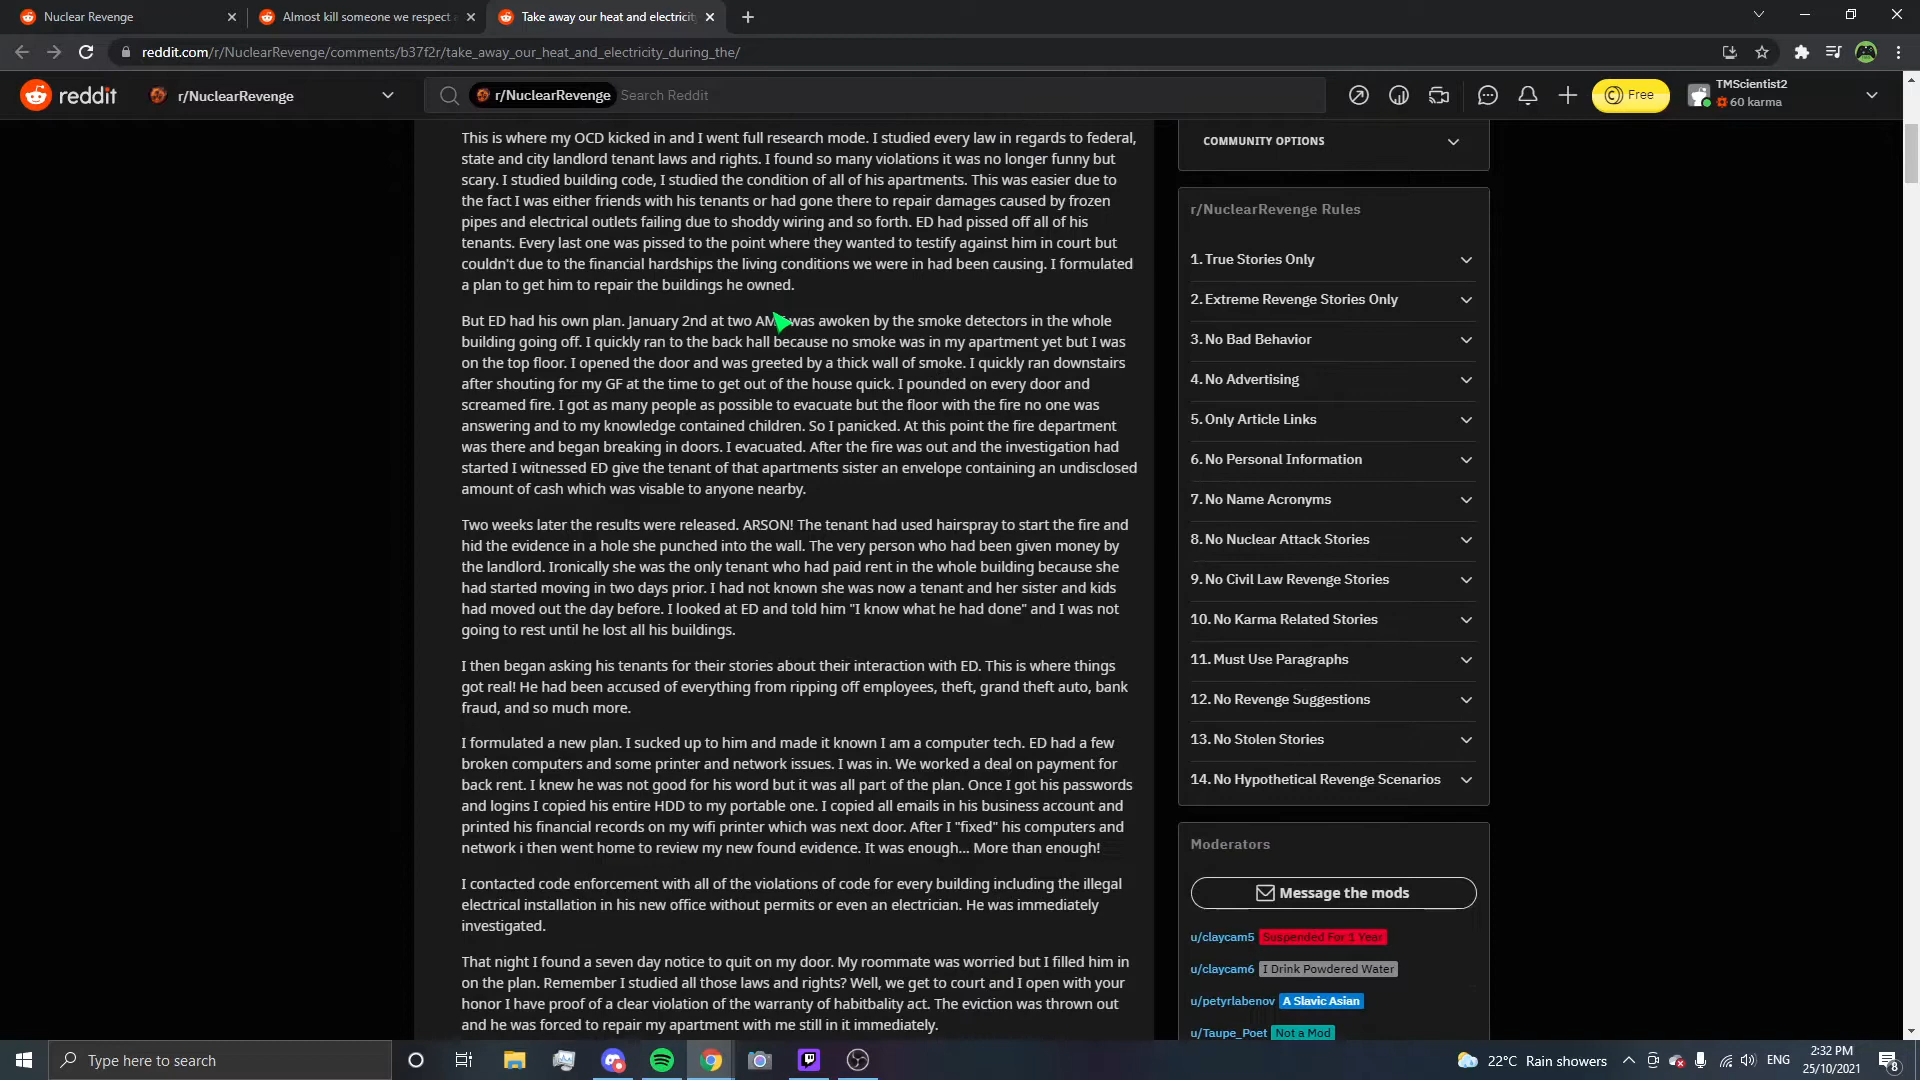 Nuclear Revenge
Almost kill someone we respect a
Take away our heat and electricity
reddit.com/r/NuclearRevenge/comments/b37f2r/take_away_our_heat_and_electricity_during_the/
reddit
r/NuclearRevenge
r/NuclearRevenge Search Reddit
Free
TMScientist2
60 karma
This is where my OCD kicked in and I went full research mode. I studied every law in regards to federal,
state and city landlord tenant laws and rights. I found so many violations it was no longer funny but
scary. I studied building code, I studied the condition of all of his apartments. This was easier due to
the fact I was either friends with his tenants or had gone there to repair damages caused by frozen
pipes and electrical outlets failing due to shoddy wiring and so forth. ED had pissed off all of his
tenants. Every last one was pissed to the point where they wanted to testify against him in court but
couldn't due to the financial hardships the living conditions we were in had been causing. I formulated
a plan to get him to repair the buildings he owned.
But ED had his own plan. January 2nd at two AM I was awoken by the smoke detectors in the whole
building going off. I quickly ran to the back hall because no smoke was in my apartment yet but I was
on the top floor. I opened the door and was greeted by a thick wall of smoke. I quickly ran downstairs
after shouting for my GF at the time to get out of the house quick. I pounded on every door and
screamed fire. I got as many people as possible to evacuate but the floor with the fire no one was
answering and to my knowledge contained children. So I panicked. At this point the fire department
was there and began breaking in doors. I evacuated. After the fire was out and the investigation had
started I witnessed ED give the tenant of that apartments sister an envelope containing an undisclosed
amount of cash which was visable to anyone nearby.
Two weeks later the results were released. ARSON! The tenant had used hairspray to start the fire and
hid the evidence in a hole she punched into the wall. The very person who had been given money by
the landlord. Ironically she was the only tenant who had paid rent in the whole building because she
had started moving in two days prior. I had not known she was now a tenant and her sister and kids
had moved out the day before. I looked at ED and told him "I know what he had done" and I was not
going to rest until he lost all his buildings.
I then began asking his tenants for their stories about their interaction with ED. This is where things
got real! He had been accused of everything from ripping off employees, theft, grand theft auto, bank
fraud, and so much more.
I formulated a new plan. I sucked up to him and made it known I am a computer tech. ED had a few
broken computers and some printer and network issues. I was in. We worked a deal on payment for
back rent. I knew he was not good for his word but it was all part of the plan. Once I got his passwords
and logins I copied his entire HDD to my portable one. I copied all emails in his business account and
printed his financial records on my wifi printer which was next door. After I "fixed" his computers and
network i then went home to review my new found evidence. It was enough... More than enough!
I contacted code enforcement with all of the violations of code for every building including the illegal
electrical installation in his new office without permits or even an electrician. He was immediately
investigated.
That night I found a seven day notice to quit on my door. My roommate was worried but I filled him in
on the plan. Remember I studied all those laws and rights? Well, we get to court and I open with your
honor I have proof of a clear violation of the warranty of habitbality act. The eviction was thrown out
and he was forced to repair my apartment with me still in it immediately.
COMMUNITY OPTIONS
r/NuclearRevenge Rules
1. True Stories Only
2. Extreme Revenge Stories Only
3. No Bad Behavior
4. No Advertising
5. Only Article Links
6. No Personal Information
7. No Name Acronyms
8. No Nuclear Attack Stories
9. No Civil Law Revenge Stories
10. No Karma Related Stories
11. Must Use Paragraphs
12. No Revenge Suggestions
13. No Stolen Stories
14. No Hypothetical Revenge Scenarios
Moderators
Message the mods
u/claycam5 Suspended For 1 Year
u/claycam6 I Drink Powdered Water
u/petyrlabenov A Slavic Asian
u/Taupe_Poet Not a Mod
Type here to search
22°C Rain showers
ENG
2:32 PM
25/10/2021
8